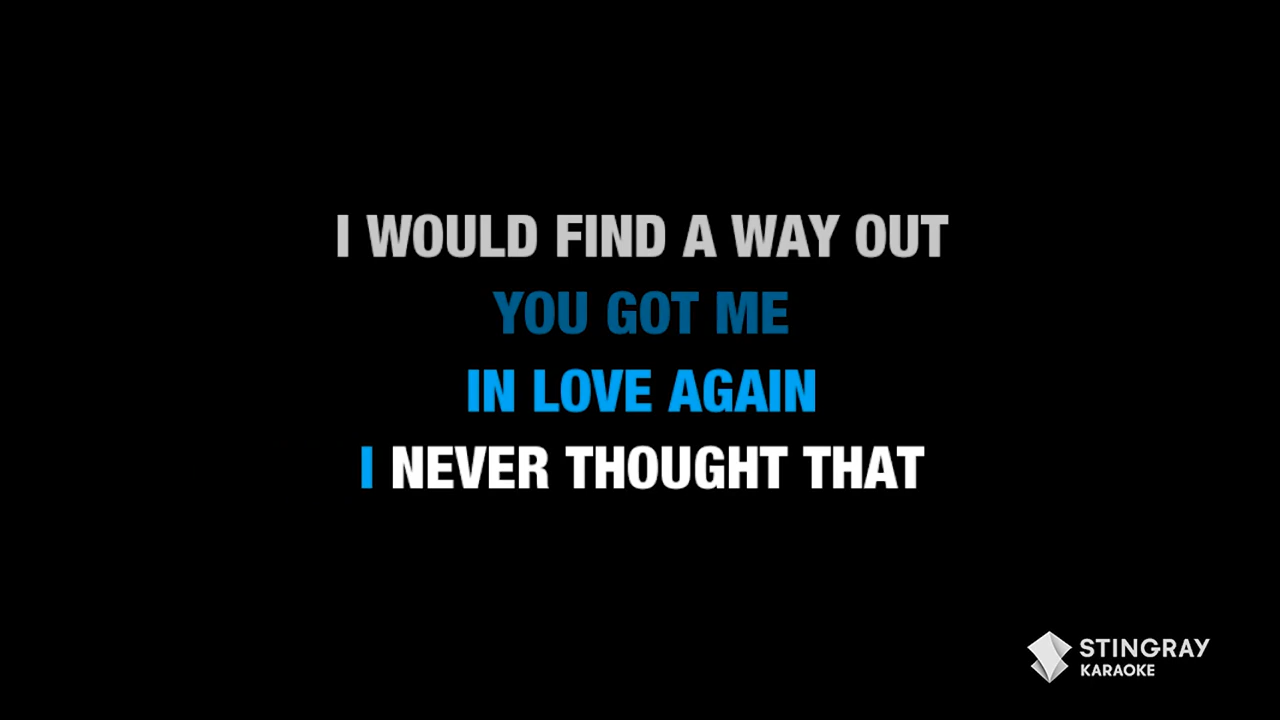 I WOULD FIND A WAY OUT
YOU GOT ME
IN LOVE AGAIN
I NEVER THOUGHT THAT
STINGRAY
KARAOKE